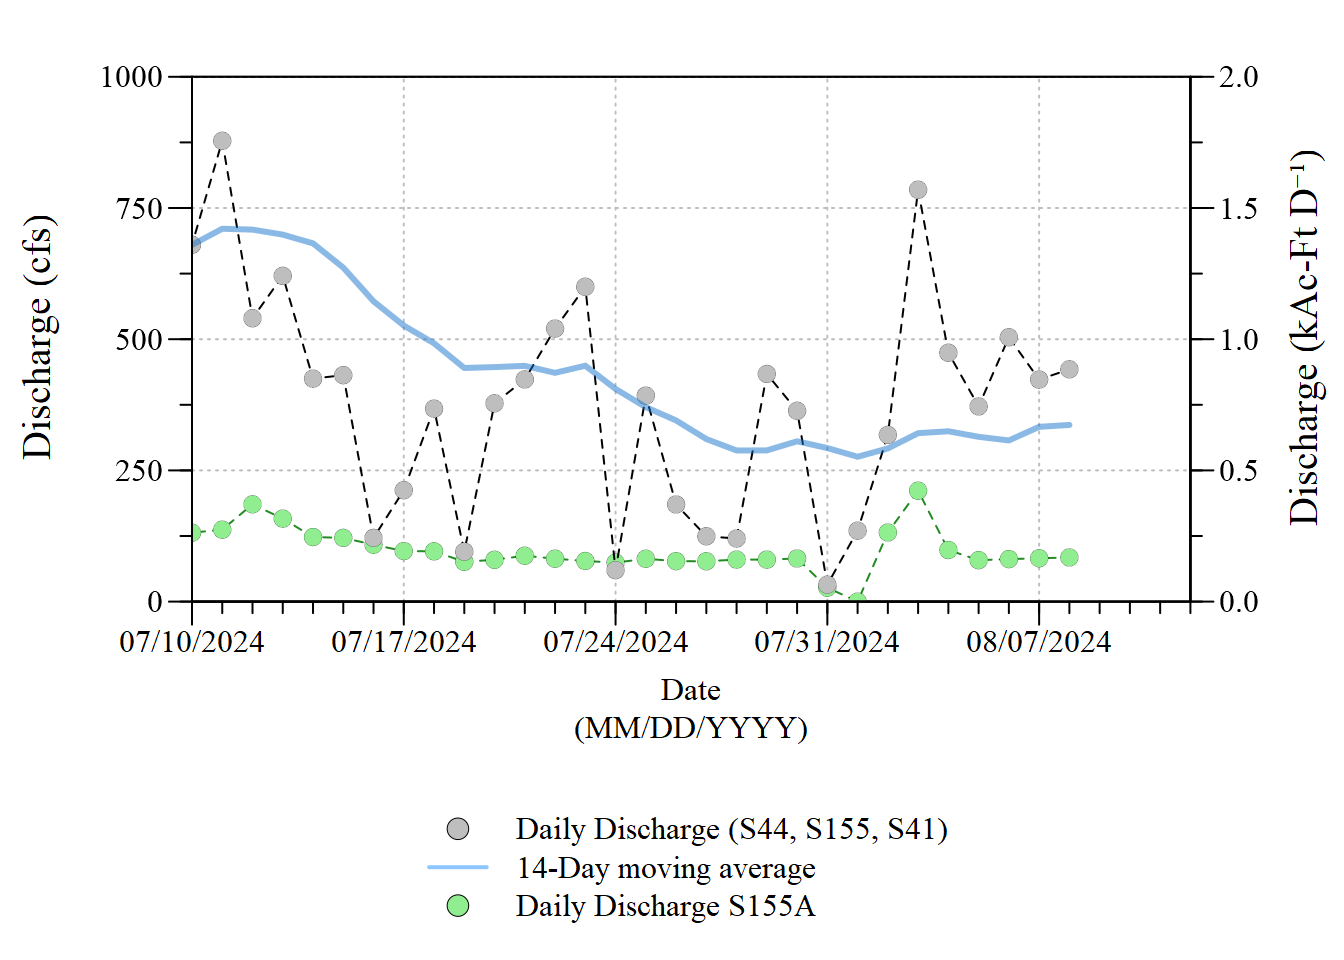 1000
750
500
250
0
2.0
1.5
1.0
0.5
0.0
Discharge (cfs)
Discharge (kAc-Ft D⁻¹)
07/10/2024 07/17/2024 07/24/2024 07/31/2024 08/07/2024
Date
(MM/DD/YYYY)
Daily Discharge (S44, S155, S41)
14-Day moving average
Daily Discharge S155A